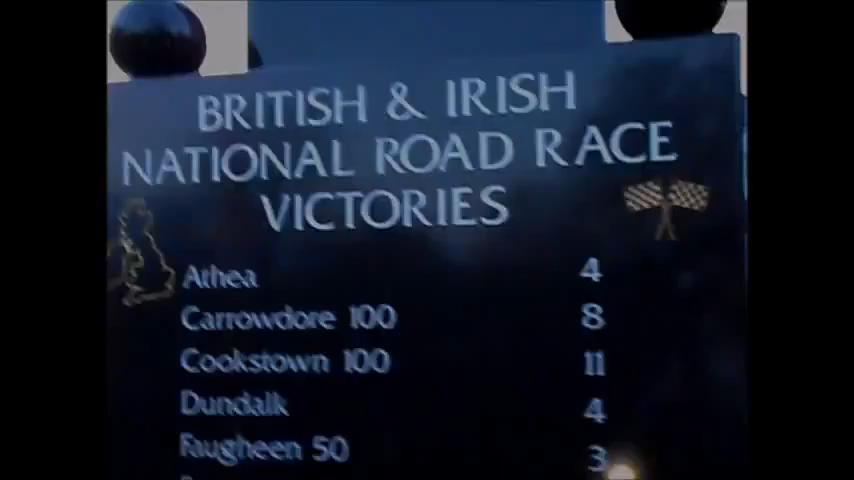 BRITISH & IRISH
NATIONAL ROAD RACE
VICTORIES
Athea 4
Carrowdore 100 8
Cookstown 100 11
Dundalk 4
Faugheen 50 3